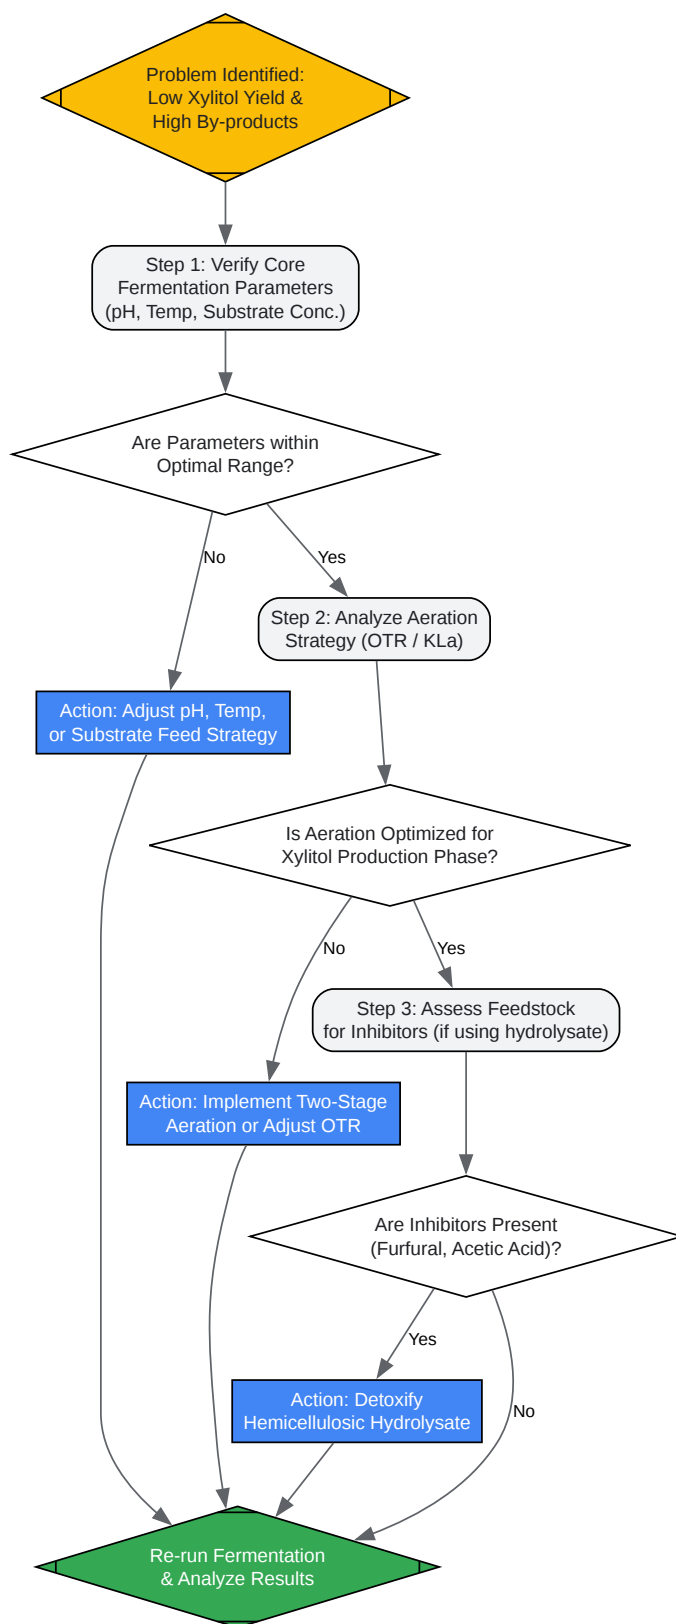 Problem Identified:
Low Xylitol Yield &
High By-products
Step 1: Verify Core
Fermentation Parameters
(pH, Temp, Substrate Conc.)
Are Parameters within
Optimal Range?
No
Yes
Step 2: Analyze Aeration
Strategy (OTR / KLa)
Action: Adjust pH, Temp,
or Substrate Feed Strategy
Is Aeration Optimized for
Xylitol Production Phase?
No
Yes
Step 3: Assess Feedstock
for Inhibitors (if using hydrolysate)
Action: Implement Two-Stage
Aeration or Adjust OTR
Are Inhibitors Present
(Furfural, Acetic Acid)?
Yes
No
Action: Detoxify
Hemicellulosic Hydrolysate
Re-run Fermentation
& Analyze Results